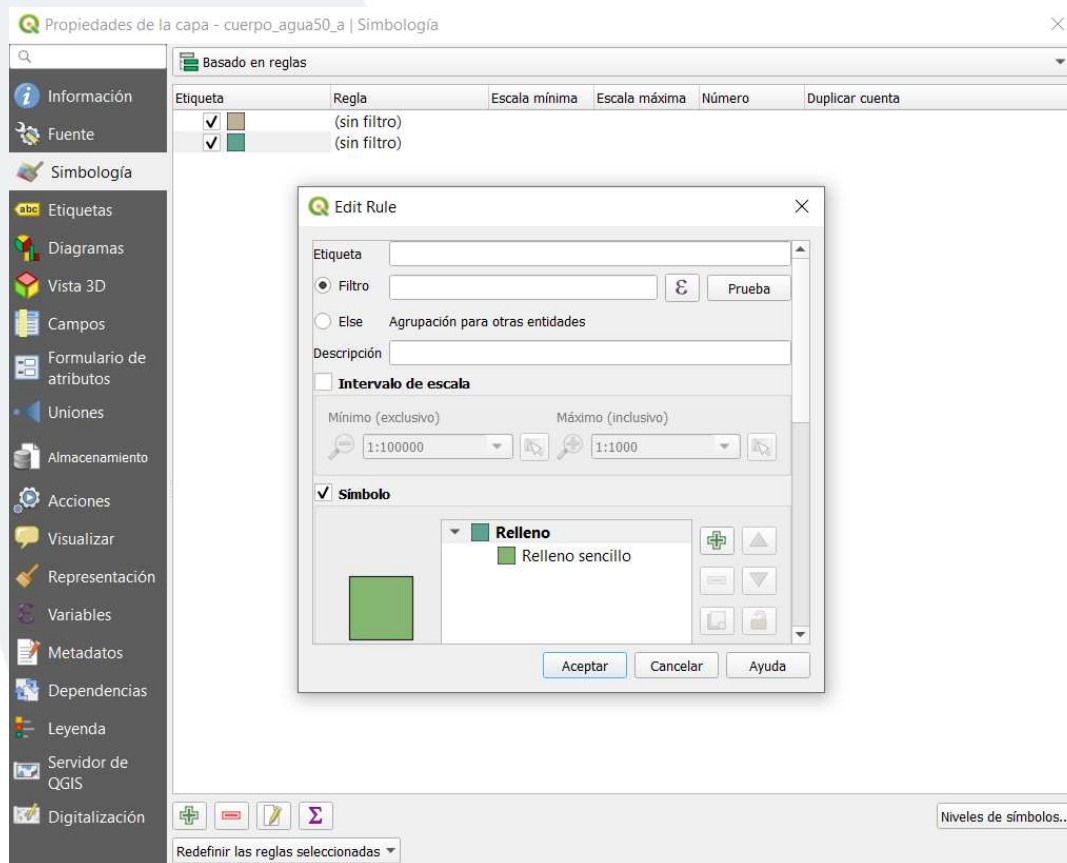 Propiedades de la capa - cuerpo_agua50_a | Simbología
Basado en reglas
Información
Fuente
Simbología
abc Etiquetas
Diagramas
Vista 3D
Campos
Formulario de
atributos
Uniones
Almacenamiento
Acciones
Visualizar
Representación
Variables
Metadatos
Dependencias
Leyenda
Servidor de
QGIS
Digitalización
Etiqueta Regla Escala mínima Escala máxima Número Duplicar cuenta
(sin filtro)
(sin filtro)
Edit Rule
Etiqueta
Filtro ε Prueba
Else Agrupación para otras entidades
Descripción
Intervalo de escala
Mínimo (exclusivo) Máximo (inclusivo)
1:100000 1:1000
Símbolo
Relleno
Relleno sencillo
Aceptar Cancelar Ayuda
Σ
Niveles de símbolos...
Redefinir las reglas seleccionadas